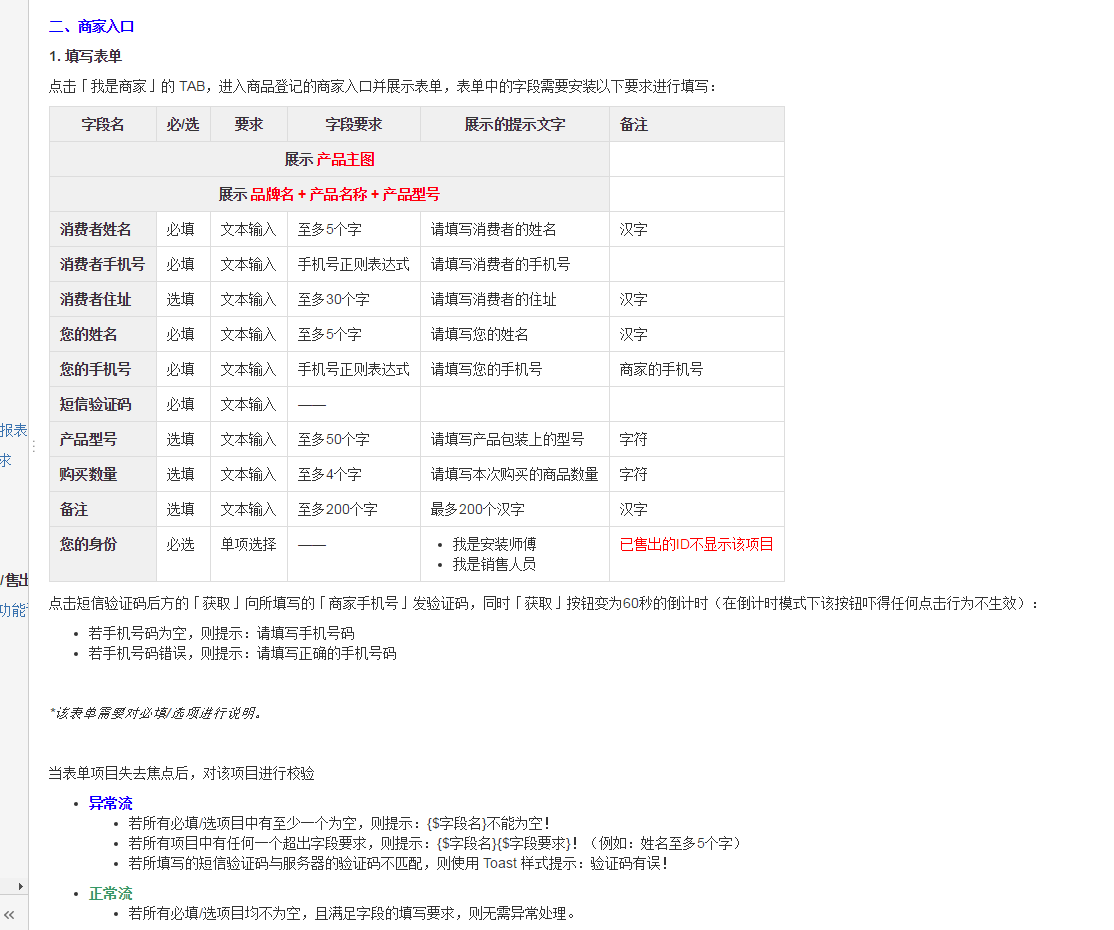 二、商家入口
1. 填写表单
点击「我是商家」的 TAB，进入商品登记的商家入口并展示表单，表单中的字段需要安装以下要求进行填写：
字段名 必/选 要求 字段要求 展示的提示文字 备注
展示 产品主图
展示 品牌名 + 产品名称 + 产品型号
消费者姓名 必填 文本输入 至多5个字 请填写消费者的姓名 汉字
消费者手机号 必填 文本输入 手机号正则表达式 请填写消费者的手机号
消费者住址 选填 文本输入 至多30个字 请填写消费者的住址 汉字
您的姓名 必填 文本输入 至多5个字 请填写您的姓名 汉字
您的手机号 必填 文本输入 手机号正则表达式 请填写您的手机号 商家的手机号
短信验证码 必填 文本输入 ——
产品型号 选填 文本输入 至多50个字 请填写产品包装上的型号 字符
购买数量 选填 文本输入 至多4个字 请填写本次购买的商品数量 字符
备注 选填 文本输入 至多200个字 最多200个汉字 汉字
您的身份 必选 单项选择 —— • 我是安装师傅 已售出的ID不显示该项目
• 我是销售人员
点击短信验证码后方的「获取」向所填写的「商家手机号」发验证码，同时「获取」按钮变为60秒的倒计时（在倒计时模式下该按钮吓得任何点击行为不生效）：
• 若手机号码为空，则提示：请填写手机号码
• 若手机号码错误，则提示：请填写正确的手机号码
*该表单需要对必填/选项进行说明。
当表单项目失去焦点后，对该项目进行校验
• 异常流
• 若所有必填/选项目中有至少一个为空，则提示：{$字段名}不能为空！
• 若所有项目中有任何一个超出字段要求，则提示：{$字段名}{$字段要求}！（例如：姓名至多5个字）
• 若所填写的短信验证码与服务器的验证码不匹配，则使用 Toast 样式提示：验证码有误！
• 正常流
• 若所有必填/选项目均不为空，且满足字段的填写要求，则无需异常处理。
报表
求
/售出
功能